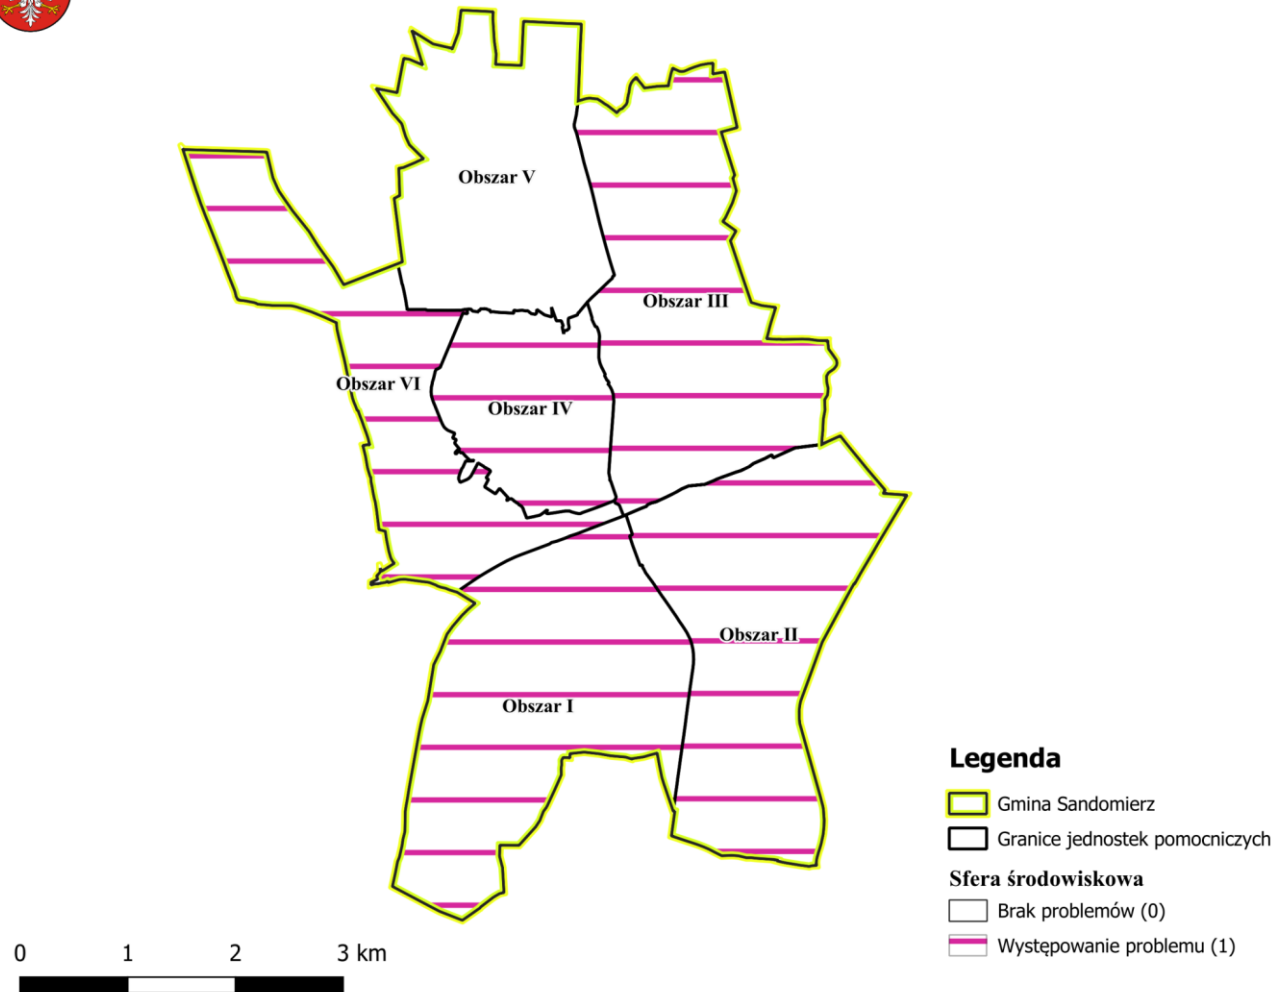 Obszar V
Obszar III
Obszar VI
Obszar IV
Obszar II
Obszar I
Legenda
Gmina Sandomierz
Granice jednostek pomocniczych
Sfera środowiskowa
Brak problemów (0)
Występowanie problemu (1)
0 1 2 3 km